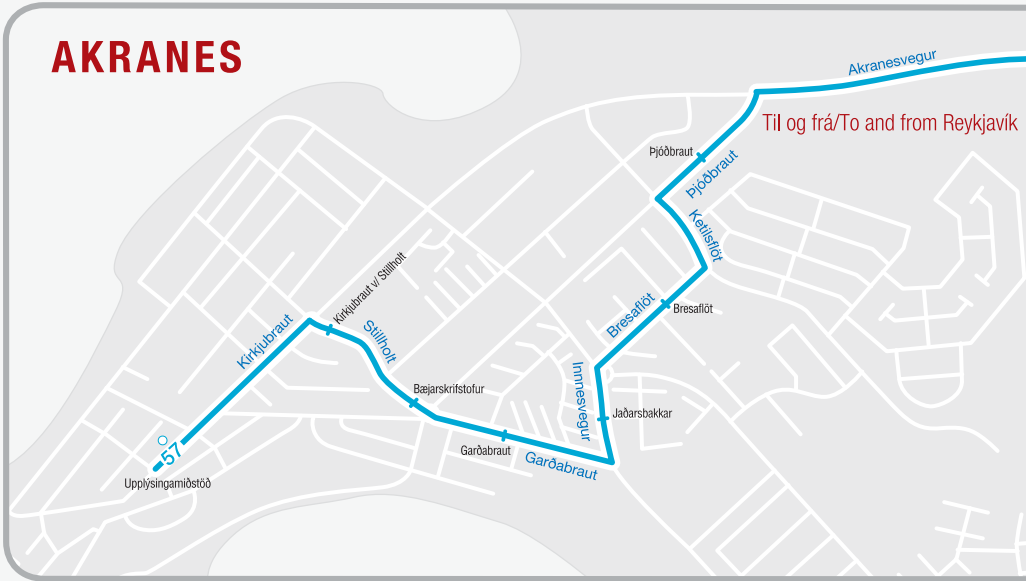 AKRANES
Akranesvegur
Til og frá/To and from Reykjavík
Þjóðbraut
Þjóðbraut
Ketilsflöt
Kirkjubraut v/ Stillholt
Bresaflöt
Bresaflöt
Kirkjubraut
Stillholt
Innnesvegur
Bæjarskrifstofur
Jaðarsbakkar
Garðabraut
Garðabraut
57
Upplýsingamiðstöð